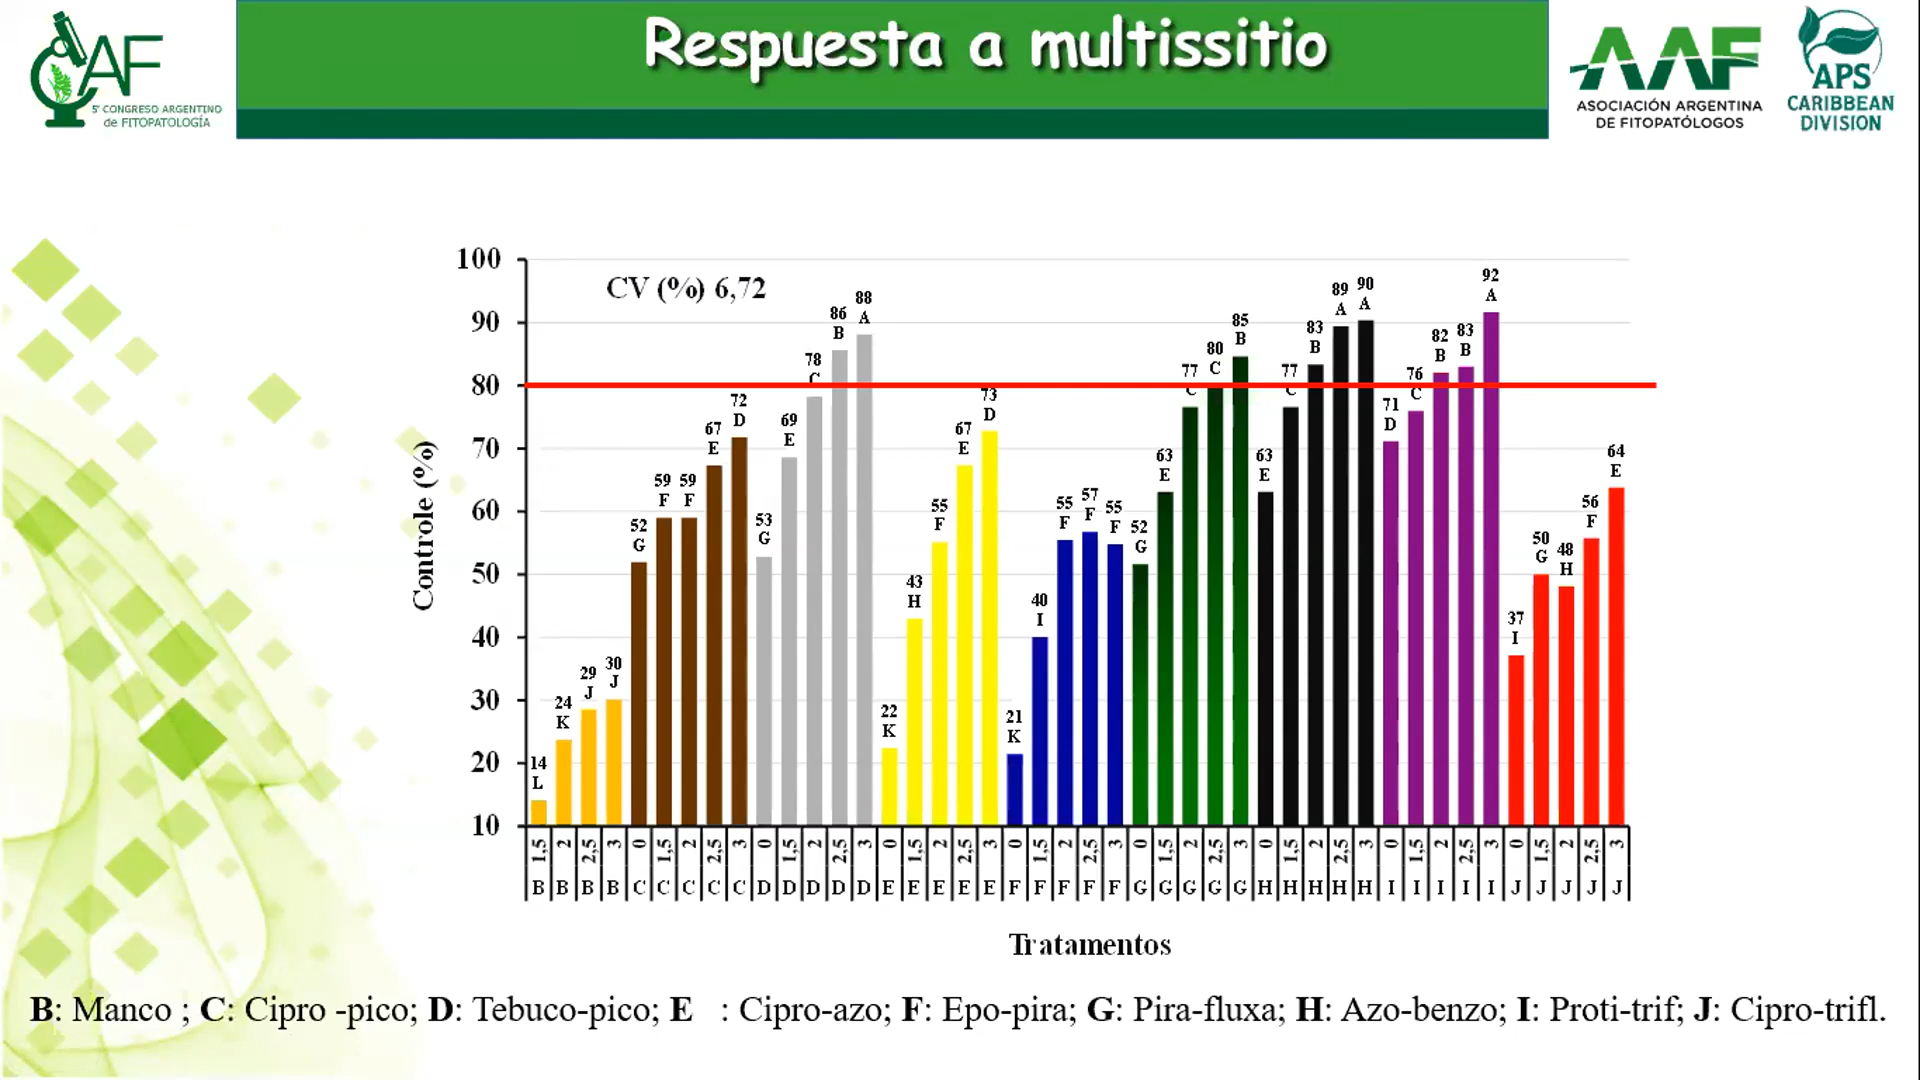 Respuesta a multissitio
CAF
5º CONGRESO ARGENTINO
de FITOPATOLOGÍA
AAF
ASOCIACIÓN ARGENTINA
DE FITOPATÓLOGOS
APS
CARIBBEAN
DIVISION
CV (%) 6,72
Controle (%)
100
90
80
70
60
50
40
30
20
10
14 L
24 K
29 J
30 J
52 G
59 F
59 F
67 E
72 D
53 G
69 E
78 C
86 B
88 A
22 K
43 H
55 F
67 E
73 D
21 K
40 I
55 F
57 F
55 F
52 G
63 E
77 C
80 C
85 B
63 E
77 C
83 B
89 A
90 A
71 D
76 C
82 B
83 B
92 A
37 I
50 G
48 H
56 F
64 E
1,5 2 2,5 3 0 1,5 2 2,5 3 0 1,5 2 2,5 3 0 1,5 2 2,5 3 0 1,5 2 2,5 3 0 1,5 2 2,5 3 0 1,5 2 2,5 3 0 1,5 2 2,5 3 0 1,5 2 2,5 3
B B B B C C C C C D D D D D E E E E E F F F F F G G G G G H H H H H I I I I I J J J J J
Tratamentos
B: Manco ; C: Cipro -pico; D: Tebuco-pico; E : Cipro-azo; F: Epo-pira; G: Pira-fluxa; H: Azo-benzo; I: Proti-trif; J: Cipro-trifl.